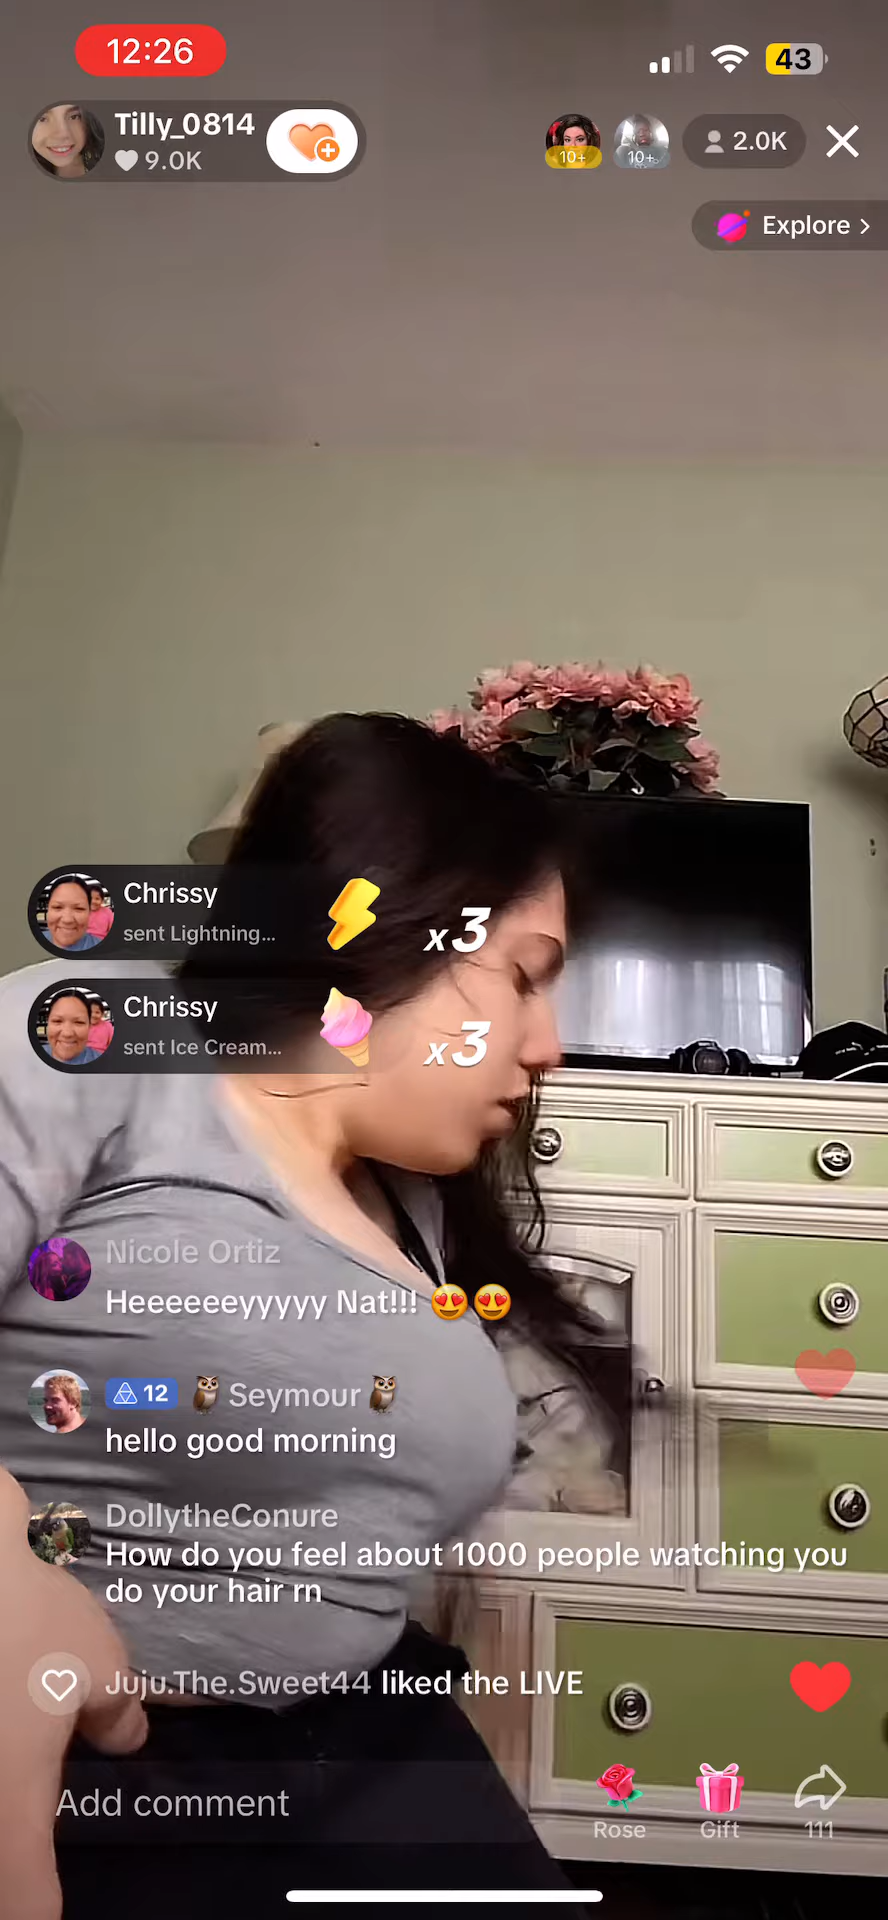 12:26
43
Tilly_0814
9.0K
10+
10+
2.0K
Explore >
Chrissy
sent Lightning...
x3
Chrissy
sent Ice Cream...
x3
Nicole Ortiz
Heeeeeeyyyyy Nat!!! 😍😍
12 🦉Seymour🦉
hello good morning
DollytheConure
How do you feel about 1000 people watching you
do your hair rn
Juju.The.Sweet44 liked the LIVE
Add comment
Rose
Gift
111